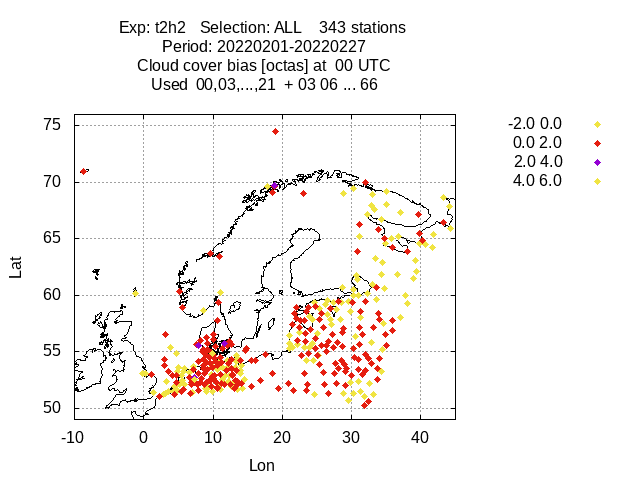 Exp: t2h2 Selection: ALL 343 stations
Period: 20220201-20220227
Cloud cover bias [octas] at 00 UTC
Used 00,03,...,21 + 03 06 ... 66
-2.0 0.0
0.0 2.0
2.0 4.0
4.0 6.0
75
70
65
60
55
50
Lat
-10 0 10 20 30 40
Lon